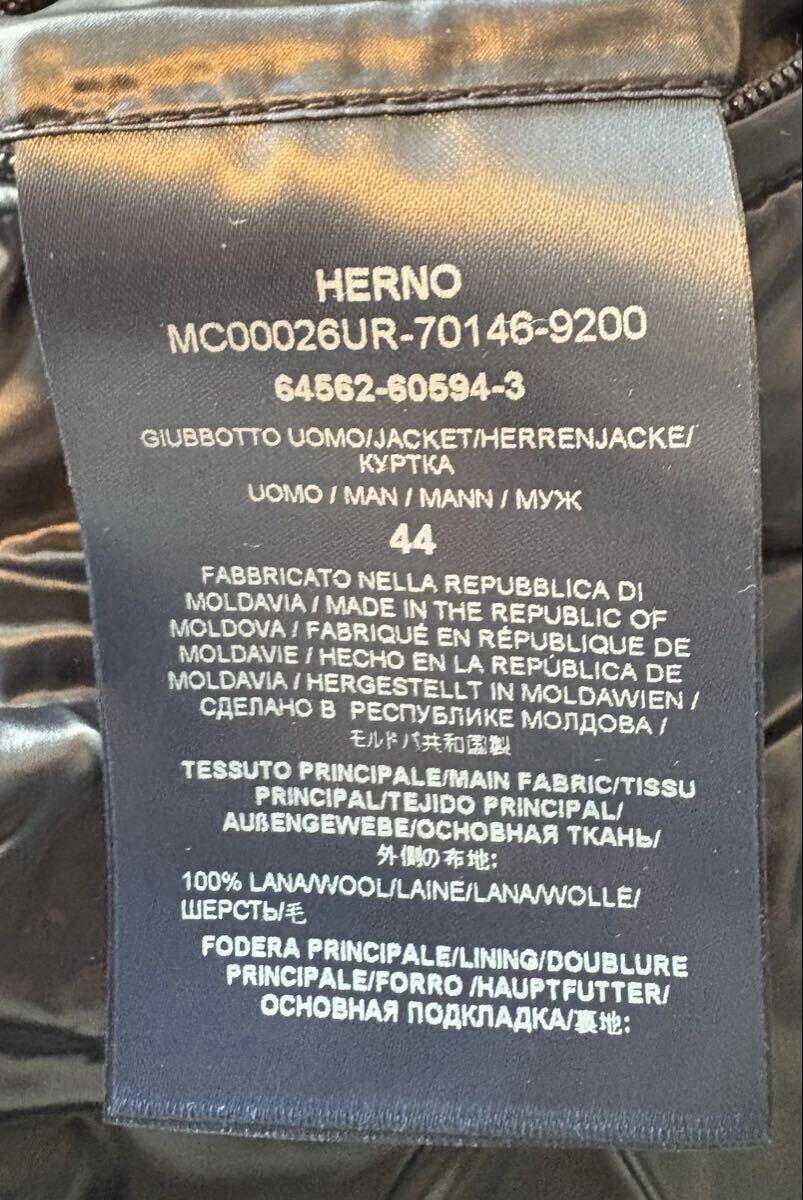 HERNO
MC00026UR-70146-9200
64562-60594-3
GIUBBOTTO UOMO/JACKET/HERRENJACKE/
КУРТКА
UOMO / MAN / MANN / МУЖ
44
FABBRICATO NELLA REPUBBLICA DI
MOLDAVIA / MADE IN THE REPUBLIC OF
MOLDOVA / FABRIQUÉ EN RÉPUBLIQUE DE
MOLDAVIE / HECHO EN LA REPÚBLICA DE
MOLDAVIA / HERGESTELLT IN MOLDAWIEN /
СДЕЛАНО В РЕСПУБЛИКЕ МОЛДОВА /
モルドバ共和国製
TESSUTO PRINCIPALE/MAIN FABRIC/TISSU
PRINCIPAL/TEJIDO PRINCIPAL/
AUßENGEWEBE/ОСНОВНАЯ ТКАНЬ/
外側の布地:
100% LANA/WOOL/LAINE/LANA/WOLLE/
ШЕРСТЬ/毛
FODERA PRINCIPALE/LINING/DOUBLURE
PRINCIPALE/FORRO /HAUPTFUTTER/
ОСНОВНАЯ ПОДКЛАДКА/裏地: